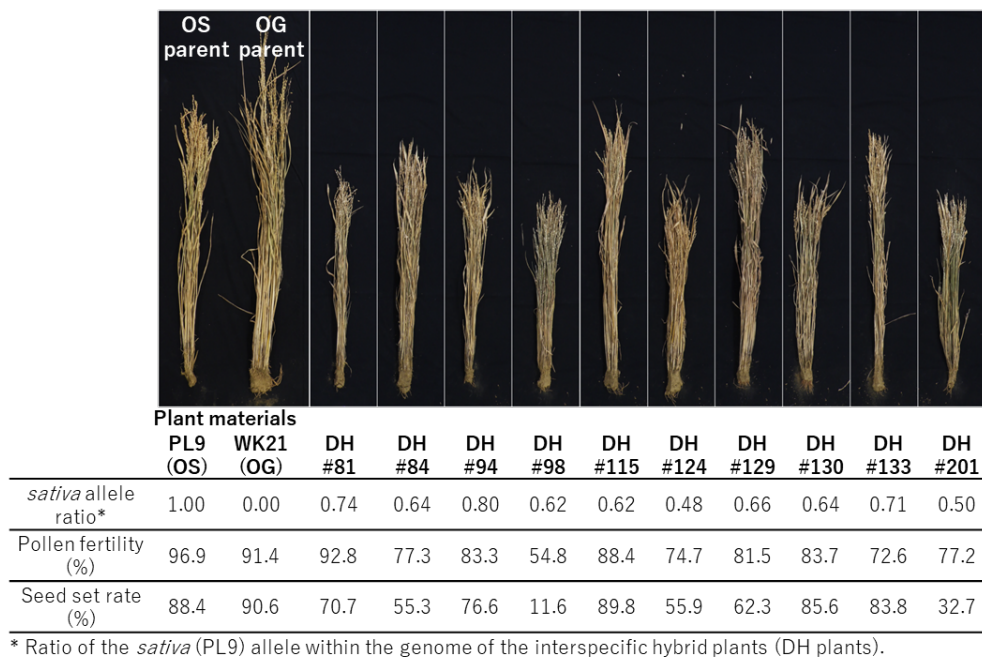 OS OG
parent parent
Plant materials
PL9 WK21 DH DH DH DH DH DH DH DH DH DH
(OS) (OG) #81 #84 #94 #98 #115 #124 #129 #130 #133 #201
sativa allele
ratio* 1.00 0.00 0.74 0.64 0.80 0.62 0.62 0.48 0.66 0.64 0.71 0.50
Pollen fertility
(%) 96.9 91.4 92.8 77.3 83.3 54.8 88.4 74.7 81.5 83.7 72.6 77.2
Seed set rate
(%) 88.4 90.6 70.7 55.3 76.6 11.6 89.8 55.9 62.3 85.6 83.8 32.7
* Ratio of the sativa (PL9) allele within the genome of the interspecific hybrid plants (DH plants).